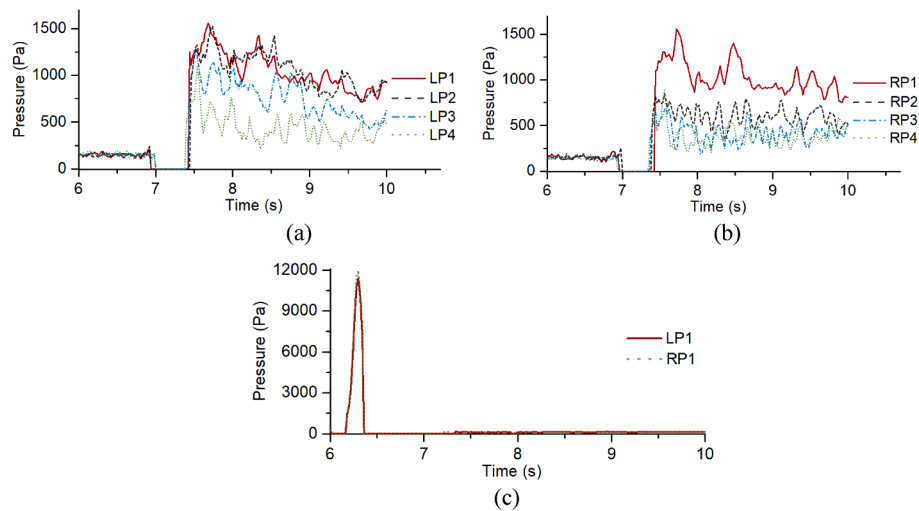 1500
1000
500
0
Pressure (Pa)
6 7 8 9 10
Time (s)
LP1
LP2
LP3
LP4
(a)
1500
1000
500
0
Pressure (Pa)
6 7 8 9 10
Time (s)
RP1
RP2
RP3
RP4
(b)
12000
9000
6000
3000
0
Pressure (Pa)
6 7 8 9 10
Time (s)
LP1
RP1
(c)